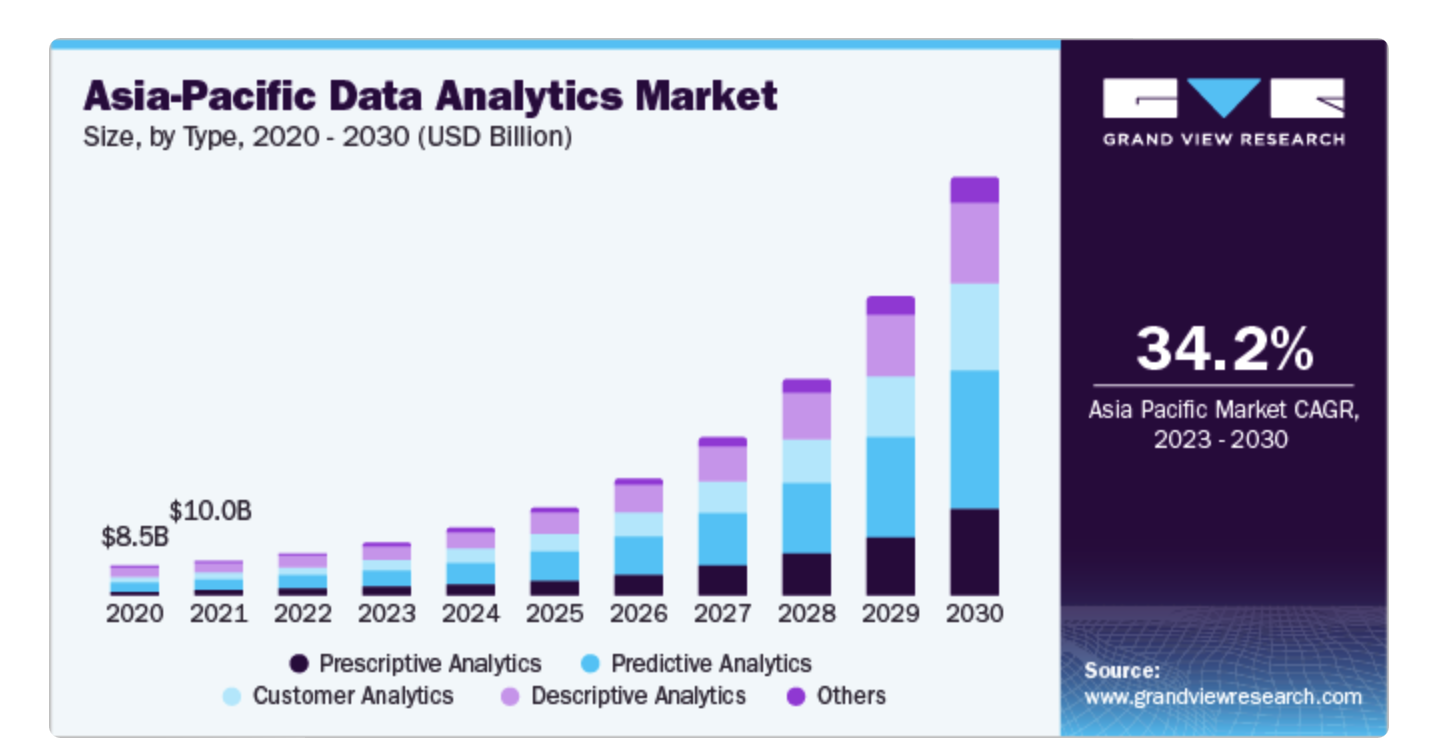 Asia-Pacific Data Analytics Market
Size, by Type, 2020 - 2030 (USD Billion)
$8.5B
$10.0B
2020 2021 2022 2023 2024 2025 2026 2027 2028 2029 2030
Prescriptive Analytics Predictive Analytics
Customer Analytics Descriptive Analytics Others
GRAND VIEW RESEARCH
34.2%
Asia Pacific Market CAGR,
2023 - 2030
Source:
www.grandviewresearch.com